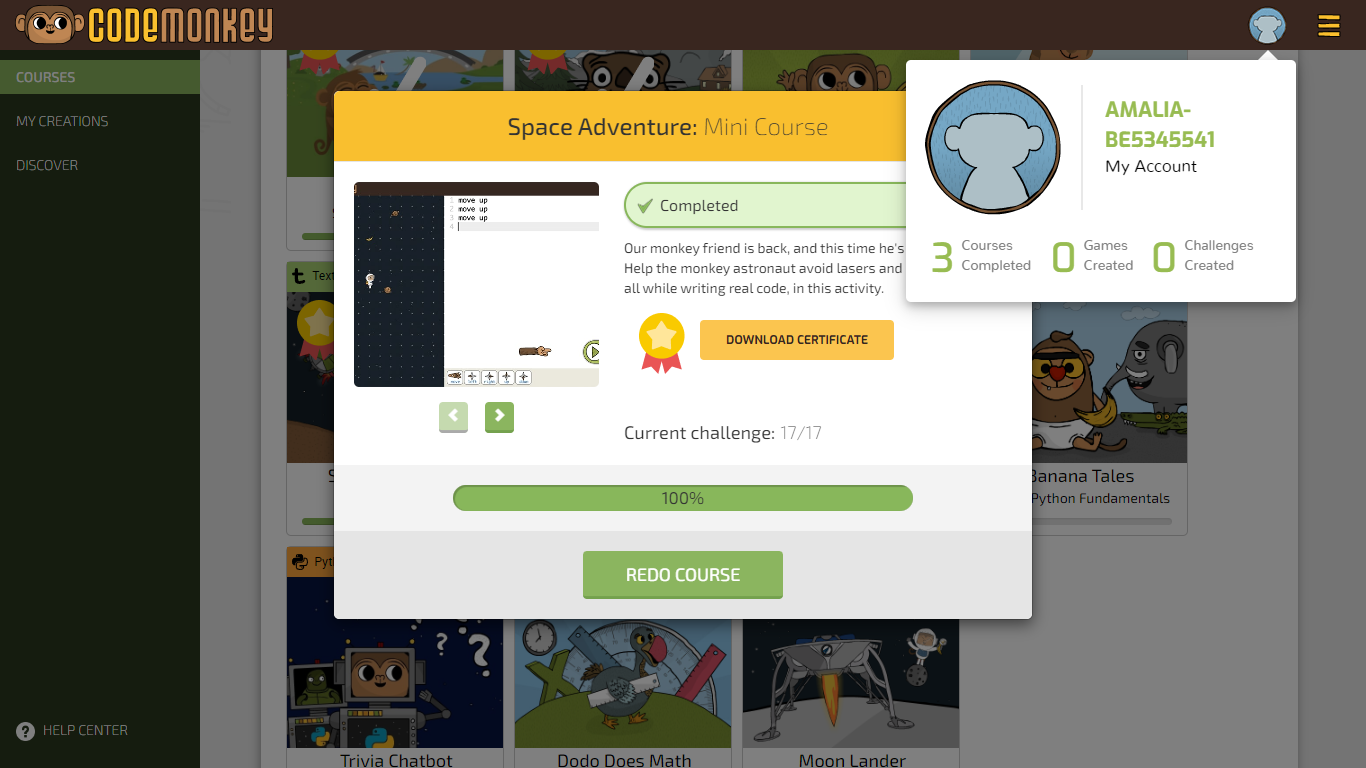 CODEMONKEY
COURSES
MY CREATIONS
DISCOVER
HELP CENTER
Space Adventure: Mini Course
1 move up
2 move up
3 move up
4
Completed
Our monkey friend is back, and this time he's
Help the monkey astronaut avoid lasers and
all while writing real code, in this activity.
DOWNLOAD CERTIFICATE
Current challenge: 17/17
100%
REDO COURSE
AMALIA-
BE5345541
My Account
3 Courses
Completed
0 Games
Created
0 Challenges
Created
Text
Banana Tales
Python Fundamentals
Pyth
Trivia Chatbot
Dodo Does Math
Moon Lander